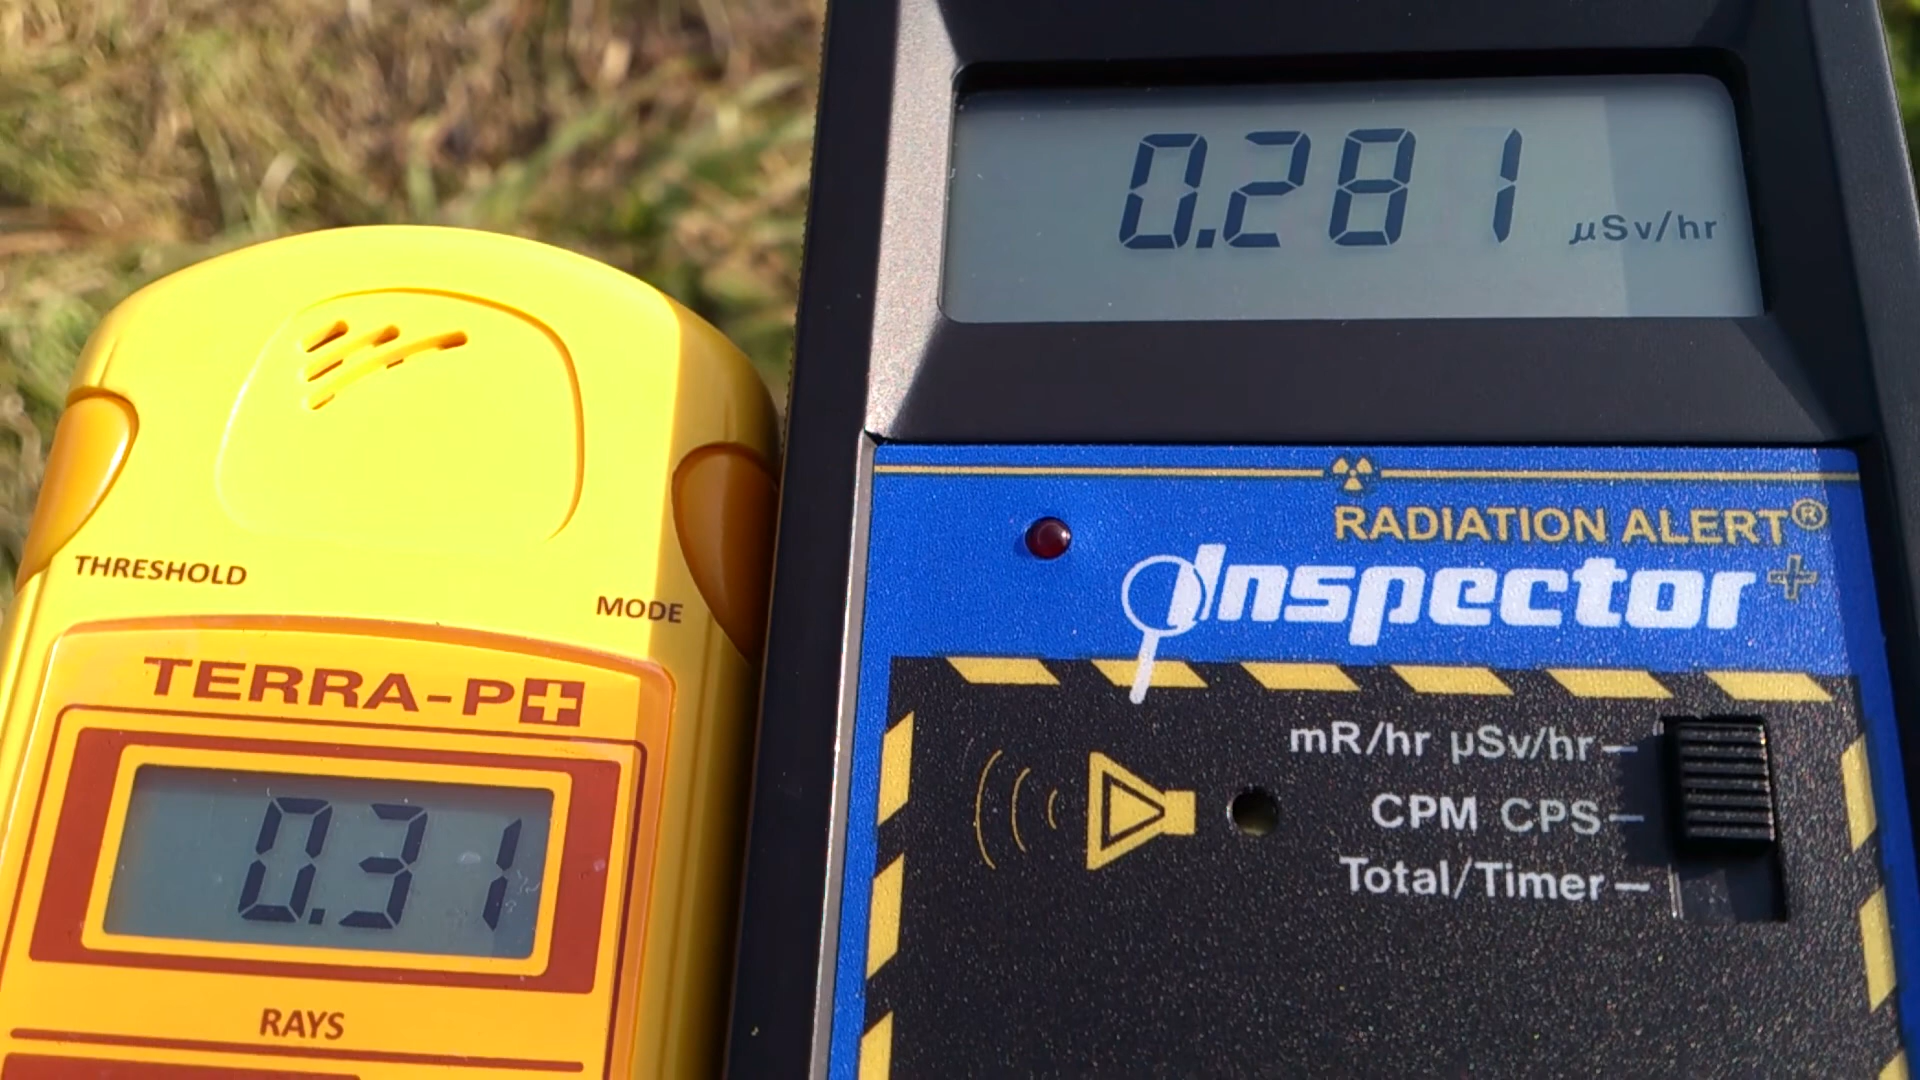 0.281 µSv/hr
RADIATION ALERT®
Inspector+
mR/hr µSv/hr
CPM CPS
Total/Timer
THRESHOLD
MODE
TERRA-P+
0.31
RAYS